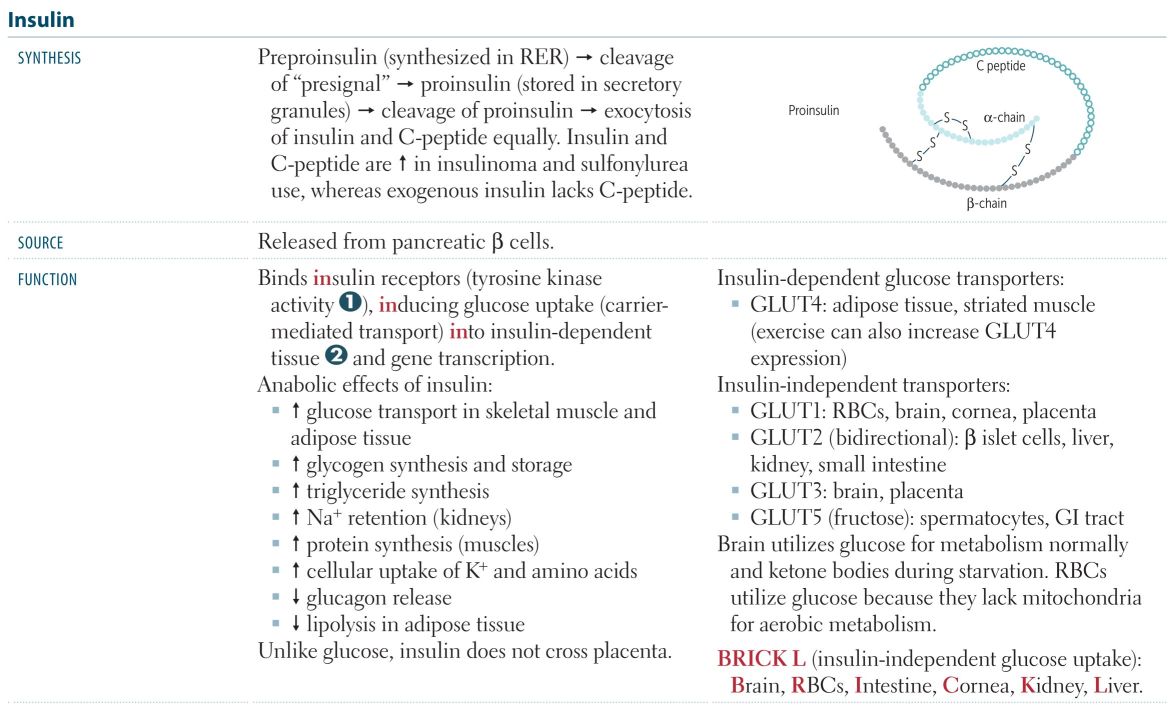 Insulin
SYNTHESIS
Preproinsulin (synthesized in RER) → cleavage
of “presignal” → proinsulin (stored in secretory
granules) → cleavage of proinsulin → exocytosis
of insulin and C-peptide equally. Insulin and
C-peptide are ↑ in insulinoma and sulfonylurea
use, whereas exogenous insulin lacks C-peptide.
Proinsulin
C peptide
α-chain
S
S
S
S
S
S
β-chain
SOURCE
Released from pancreatic β cells.
FUNCTION
Binds insulin receptors (tyrosine kinase
activity 1), inducing glucose uptake (carrier-
mediated transport) into insulin-dependent
tissue 2 and gene transcription.
Anabolic effects of insulin:
▪ ↑ glucose transport in skeletal muscle and
adipose tissue
▪ ↑ glycogen synthesis and storage
▪ ↑ triglyceride synthesis
▪ ↑ Na⁺ retention (kidneys)
▪ ↑ protein synthesis (muscles)
▪ ↑ cellular uptake of K⁺ and amino acids
▪ ↓ glucagon release
▪ ↓ lipolysis in adipose tissue
Unlike glucose, insulin does not cross placenta.
Insulin-dependent glucose transporters:
▪ GLUT4: adipose tissue, striated muscle
(exercise can also increase GLUT4
expression)
Insulin-independent transporters:
▪ GLUT1: RBCs, brain, cornea, placenta
▪ GLUT2 (bidirectional): β islet cells, liver,
kidney, small intestine
▪ GLUT3: brain, placenta
▪ GLUT5 (fructose): spermatocytes, GI tract
Brain utilizes glucose for metabolism normally
and ketone bodies during starvation. RBCs
utilize glucose because they lack mitochondria
for aerobic metabolism.
BRICK L (insulin-independent glucose uptake):
Brain, RBCs, Intestine, Cornea, Kidney, Liver.